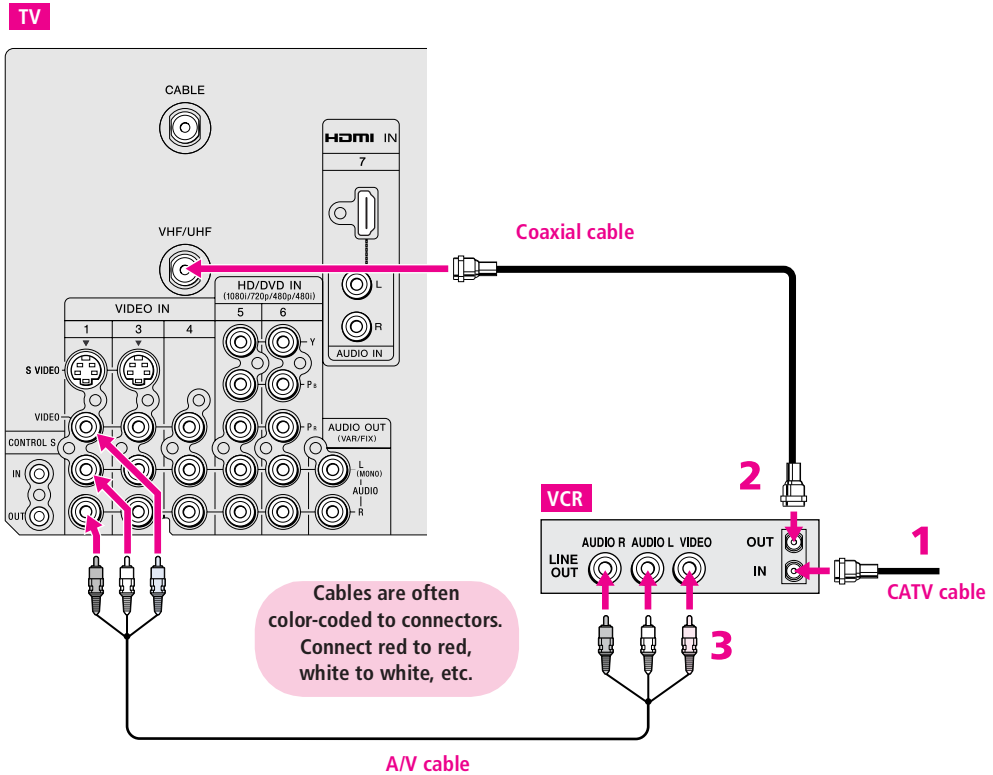 TV
CABLE
HDMI IN
7
VHF/UHF
Coaxial cable
L
R
AUDIO IN
HD/DVD IN
(1080i/720p/480p/480i)
5 6
VIDEO IN
1 3 4
Y
S VIDEO
PB
VIDEO
PR
AUDIO OUT
(VAR/FIX)
CONTROL S
IN
OUT
L
(MONO)
AUDIO
R
2
VCR
1
AUDIO R AUDIO L VIDEO
OUT
LINE
OUT
IN
CATV cable
Cables are often
color-coded to connectors.
Connect red to red,
white to white, etc.
3
A/V cable